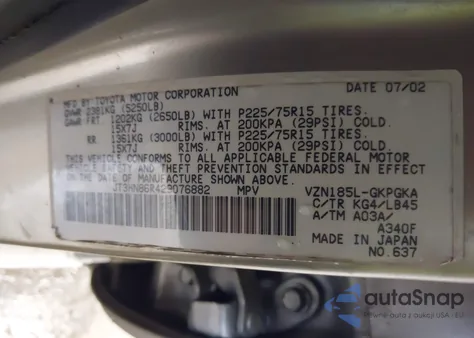 MFD BY TOYOTA MOTOR CORPORATION DATE 07/02
GVWR 2381KG (5250LB)
GAWR FRT 1202KG (2650LB) WITH P225/75R15 TIRES.
15X7J RIMS. AT 200KPA (29PSI) COLD.
RR 1361KG (3000LB) WITH P225/75R15 TIRES.
15X7J RIMS. AT 200KPA (29PSI) COLD.
THIS VEHICLE CONFORMS TO ALL APPLICABLE FEDERAL MOTOR
VEHICLE SAFETY AND THEFT PREVENTION STANDARDS IN EFFECT
ON THE DATE OF MANUFACTURE SHOWN ABOVE.
JT3HN86R429076882 MPV VZN185L-GKPGKA
C/TR KG4/LB45
A/TM A03A/
A340F
MADE IN JAPAN
NO.637
autoSnap